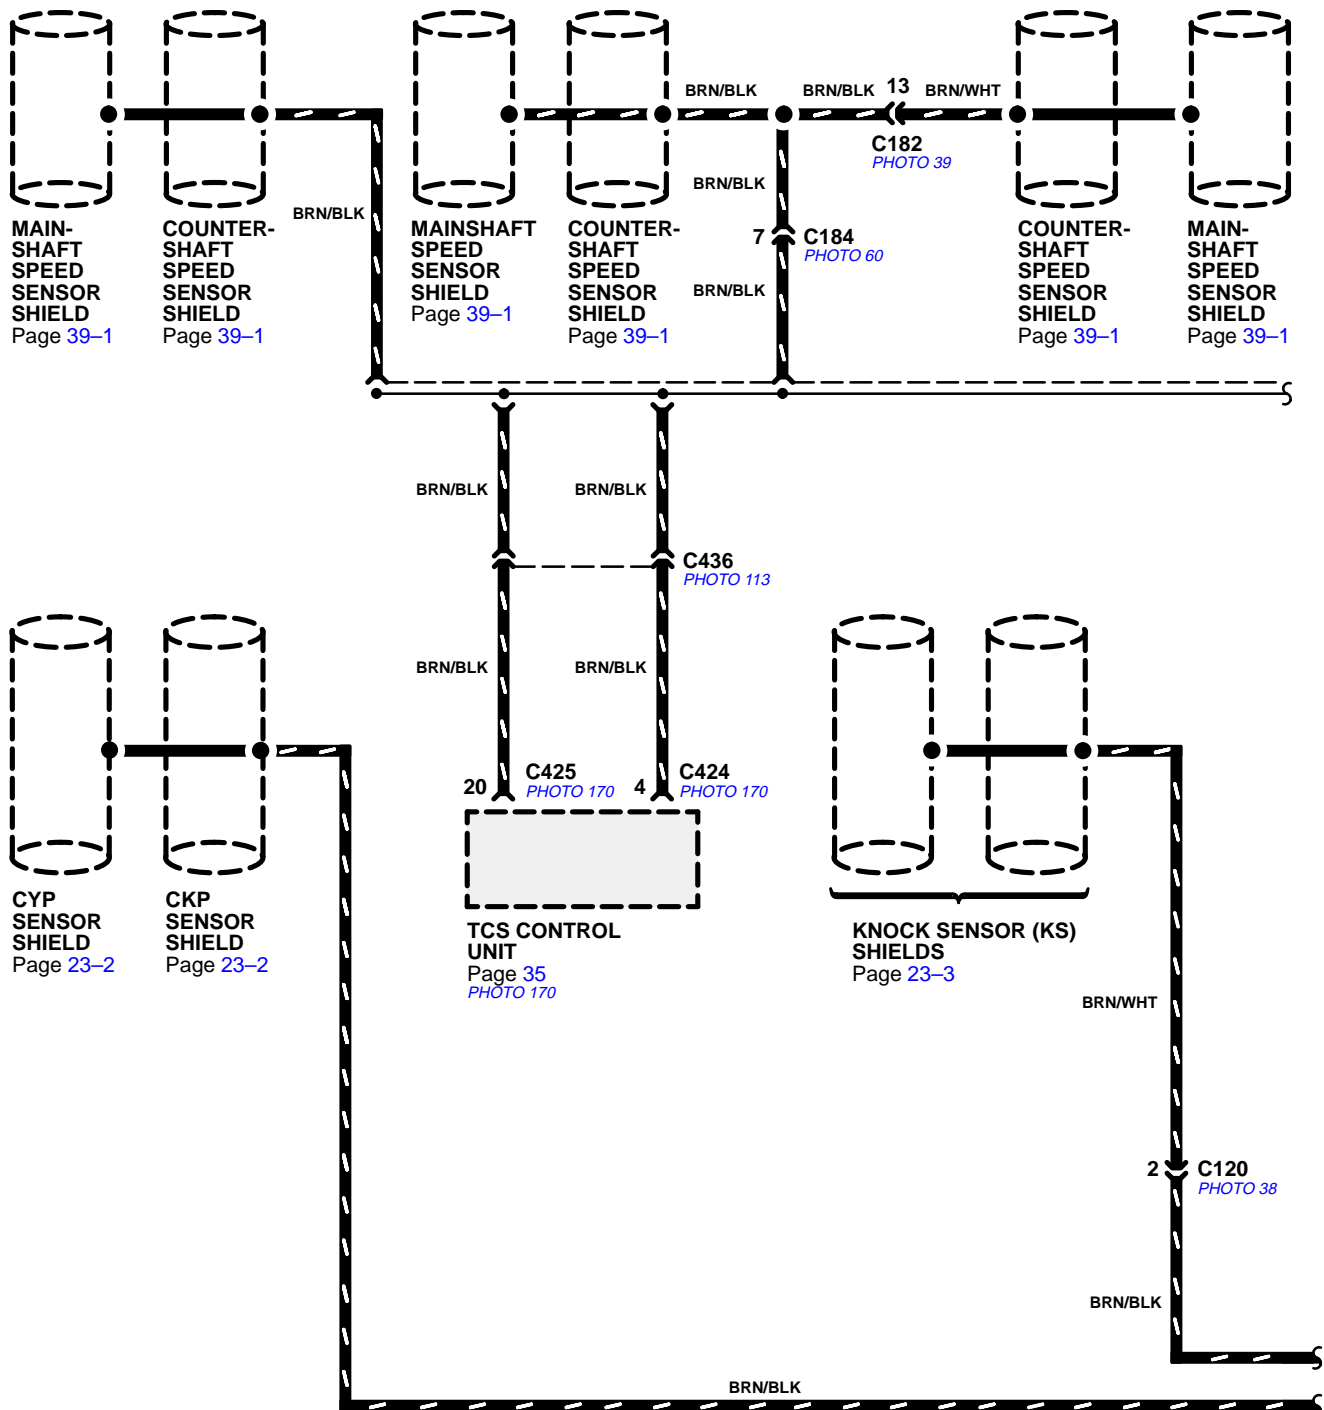 BRN/BLK
BRN/BLK
13
BRN/WHT
C182
PHOTO 39
BRN/BLK
BRN/BLK
7
C184
PHOTO 60
BRN/BLK
MAIN-
SHAFT
SPEED
SENSOR
SHIELD
Page 39–1
COUNTER-
SHAFT
SPEED
SENSOR
SHIELD
Page 39–1
MAINSHAFT
SPEED
SENSOR
SHIELD
Page 39–1
COUNTER-
SHAFT
SPEED
SENSOR
SHIELD
Page 39–1
COUNTER-
SHAFT
SPEED
SENSOR
SHIELD
Page 39–1
MAIN-
SHAFT
SPEED
SENSOR
SHIELD
Page 39–1
BRN/BLK
BRN/BLK
C436
PHOTO 113
BRN/BLK
BRN/BLK
20
C425
PHOTO 170
4
C424
PHOTO 170
CYP
SENSOR
SHIELD
Page 23–2
CKP
SENSOR
SHIELD
Page 23–2
TCS CONTROL
UNIT
Page 35
PHOTO 170
KNOCK SENSOR (KS)
SHIELDS
Page 23–3
BRN/WHT
2
C120
PHOTO 38
BRN/BLK
BRN/BLK